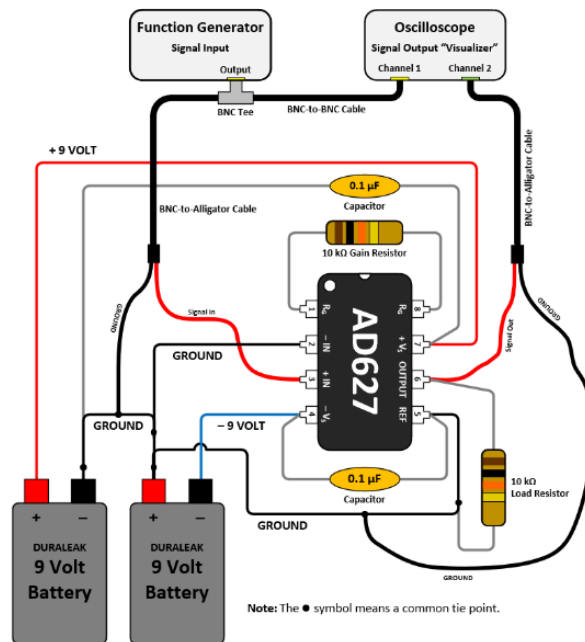 Function Generator
Signal Input
Output
BNC Tee
Oscilloscope
Signal Output "Visualizer"
Channel 1
Channel 2
BNC-to-BNC Cable
+ 9 VOLT
BNC-to-Alligator Cable
BNC-to-Alligator Cable
0.1 µF
Capacitor
10 kΩ Gain Resistor
GROUND
Signal In
GROUND
Signal Out
GROUND
AD627
1 RG
2 – IN
3 + IN
4 – VS
8 RG
7 + VS
6 OUTPUT
5 REF
GROUND
– 9 VOLT
0.1 µF
Capacitor
10 kΩ
Load Resistor
GROUND
GROUND
+ –
DURALEAK
9 Volt
Battery
+ –
DURALEAK
9 Volt
Battery
Note: The ● symbol means a common tie point.